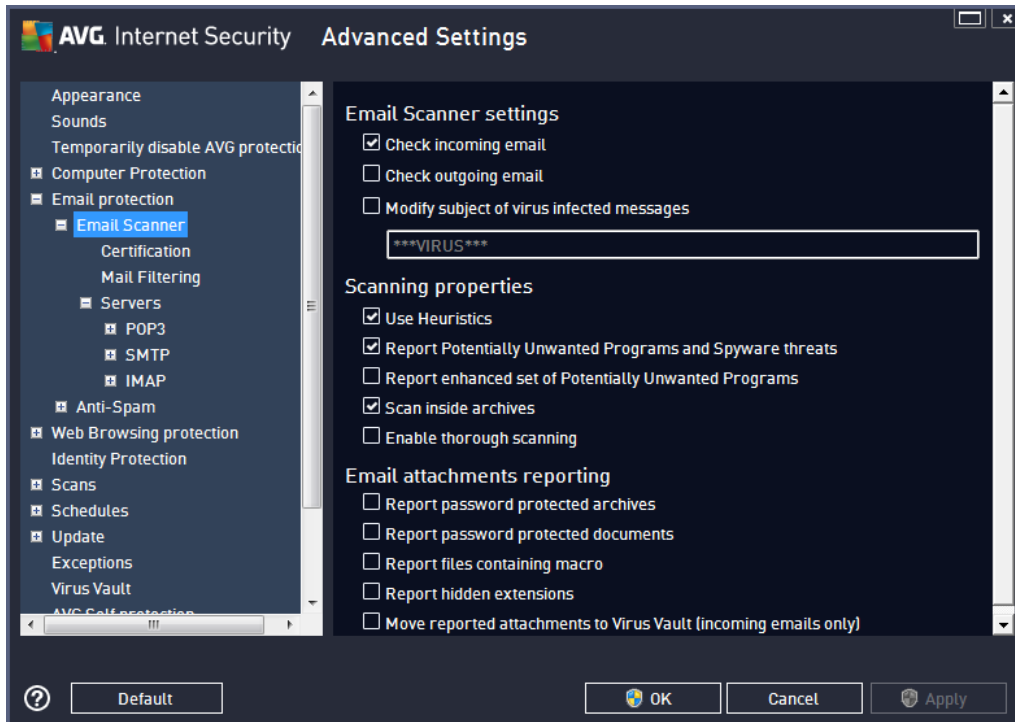 AVG. Internet Security Advanced Settings
Appearance
Sounds
Temporarily disable AVG protectio
Computer Protection
Email protection
Email Scanner
Certification
Mail Filtering
Servers
POP3
SMTP
IMAP
Anti-Spam
Web Browsing protection
Identity Protection
Scans
Schedules
Update
Exceptions
Virus Vault
AVG Self protection
Email Scanner settings
Check incoming email
Check outgoing email
Modify subject of virus infected messages
***VIRUS***
Scanning properties
Use Heuristics
Report Potentially Unwanted Programs and Spyware threats
Report enhanced set of Potentially Unwanted Programs
Scan inside archives
Enable thorough scanning
Email attachments reporting
Report password protected archives
Report password protected documents
Report files containing macro
Report hidden extensions
Move reported attachments to Virus Vault (incoming emails only)
Default
OK
Cancel
Apply